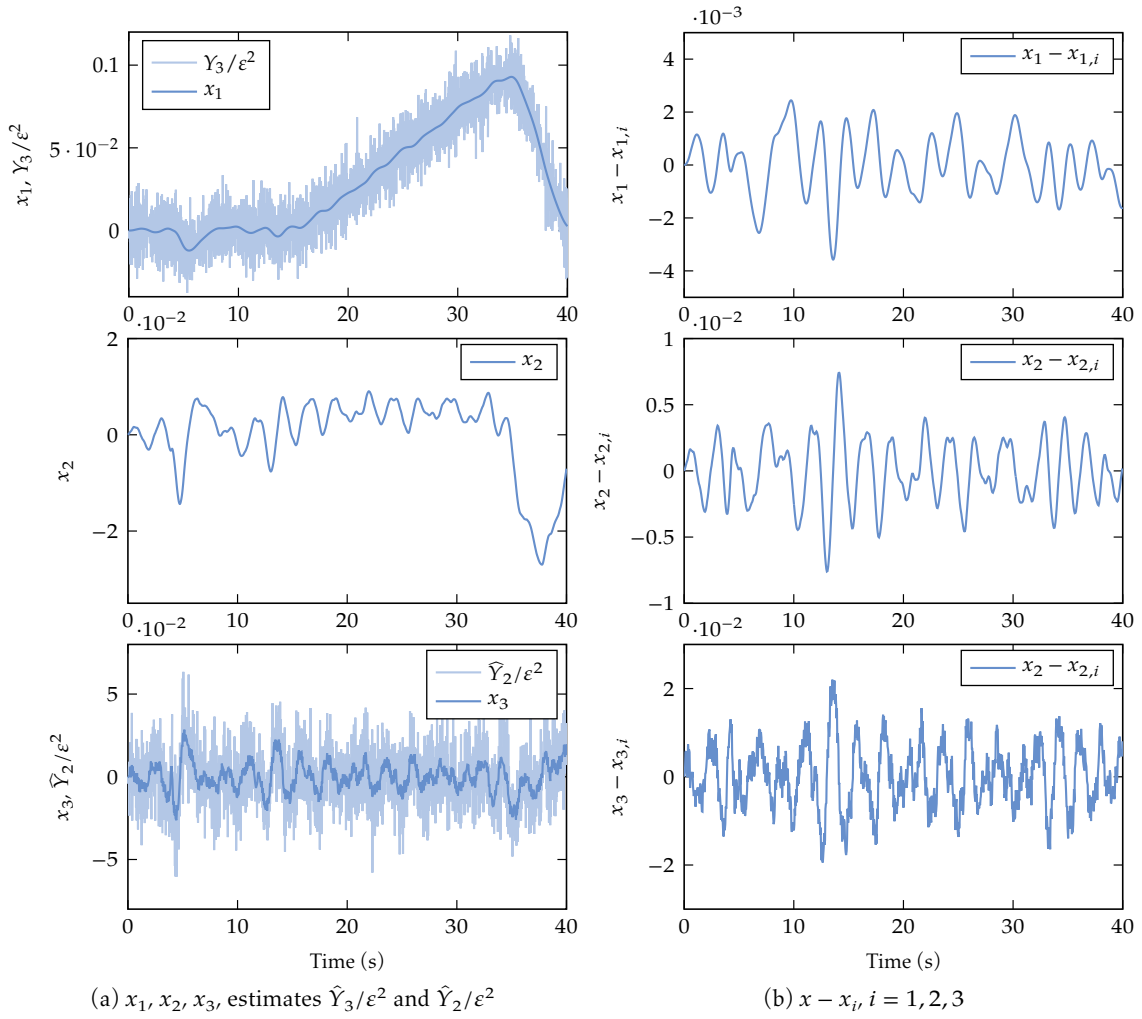 0.1
5 · 10⁻²
0
x₁, Y₃/ε²
Y₃/ε²
x₁
0 10 20 30 40
·10⁻²
2
0
−2
x₂
x₂
0 10 20 30 40
·10⁻²
5
0
−5
x₃, Ŷ₂/ε²
Ŷ₂/ε²
x₃
0 10 20 30 40
Time (s)
(a) x₁, x₂, x₃, estimates Ŷ₃/ε² and Ŷ₂/ε²
·10⁻³
4
2
0
−2
−4
x₁ − x₁,ᵢ
x₁ − x₁,ᵢ
0 10 20 30 40
·10⁻²
1
0.5
0
−0.5
−1
x₂ − x₂,ᵢ
x₂ − x₂,ᵢ
0 10 20 30 40
·10⁻²
2
0
−2
x₃ − x₃,ᵢ
x₂ − x₂,ᵢ
0 10 20 30 40
Time (s)
(b) x − xᵢ, i = 1, 2, 3